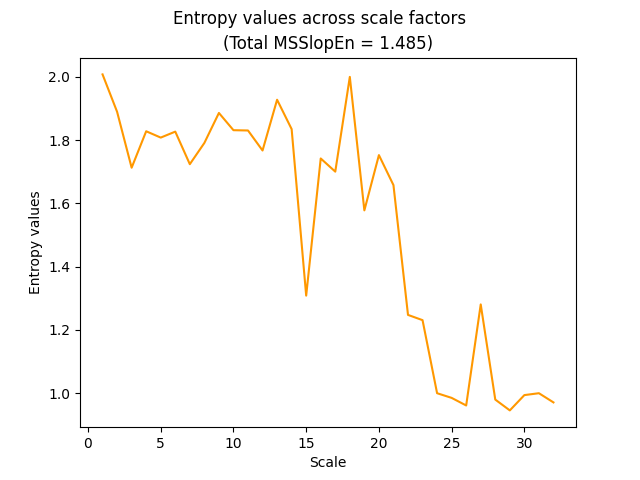 Entropy values across scale factors
(Total MSSlopEn = 1.485)
Entropy values
2.0
1.8
1.6
1.4
1.2
1.0
0 5 10 15 20 25 30
Scale